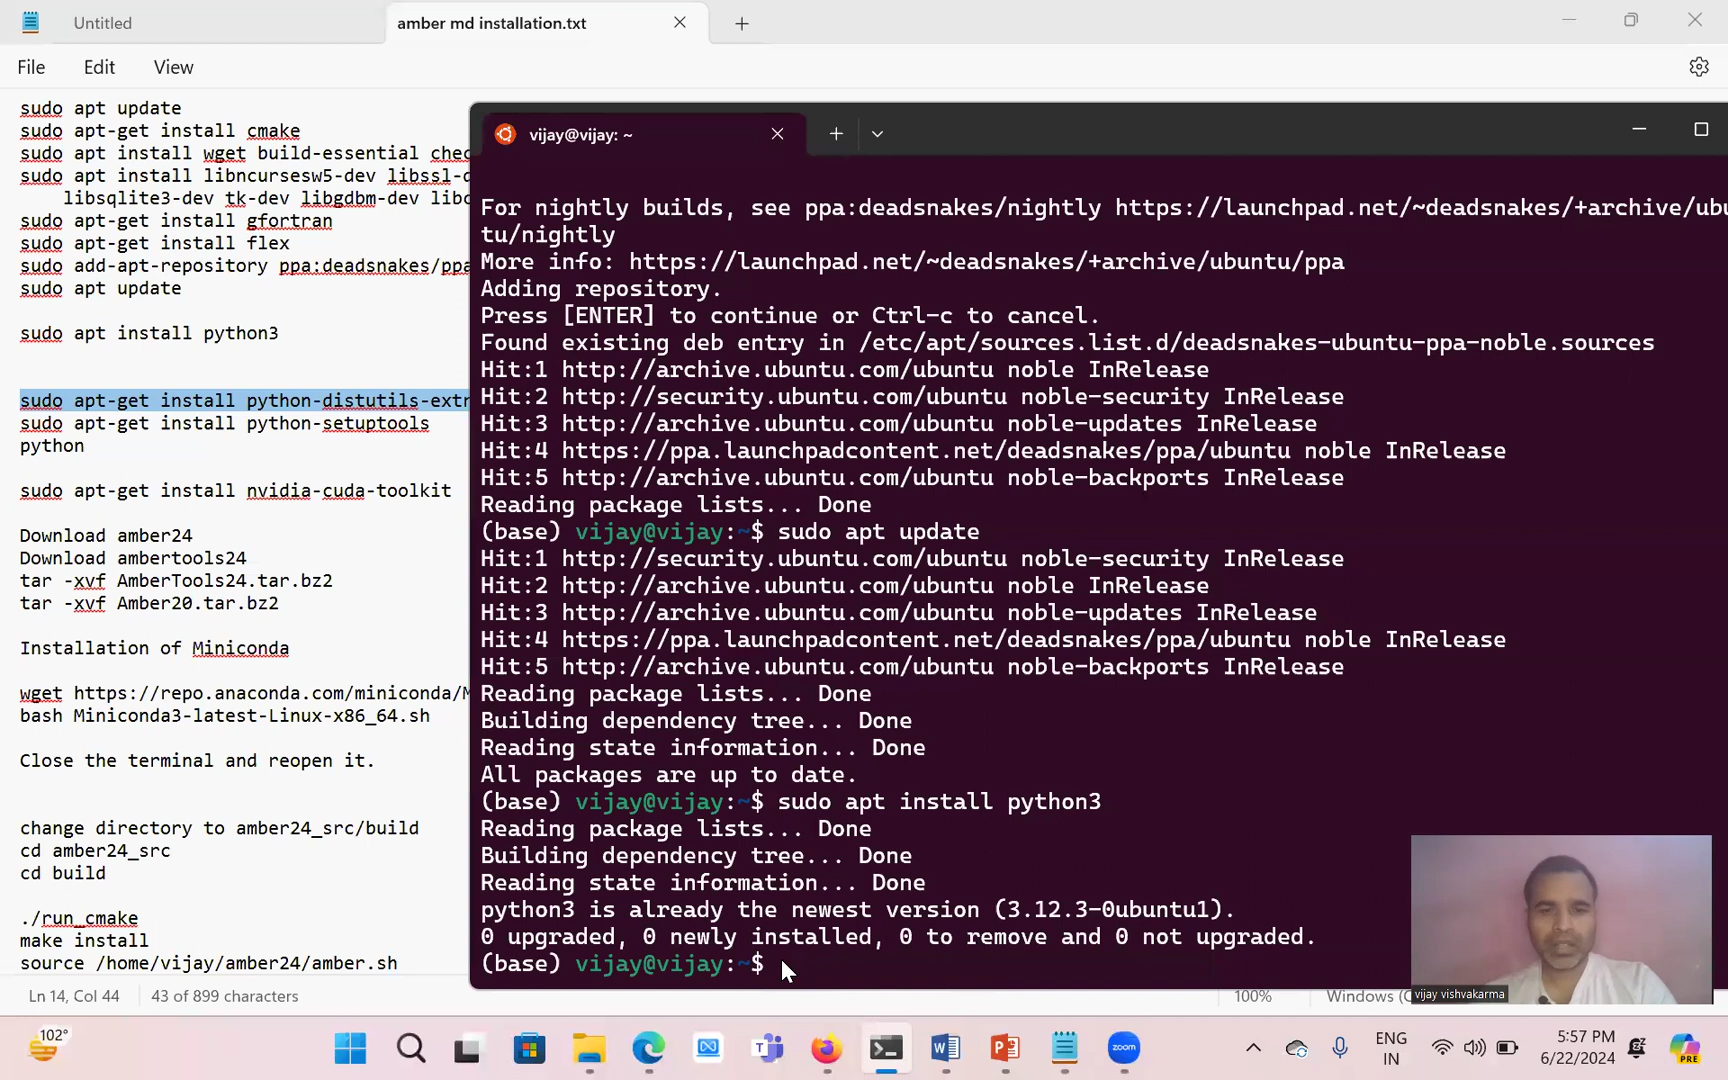 Untitled
amber md installation.txt
File
Edit
View
sudo apt update
sudo apt-get install cmake
sudo apt install wget build-essential chec
sudo apt install libncursesw5-dev libssl-d
libsqlite3-dev tk-dev libgdbm-dev libc
sudo apt-get install gfortran
sudo apt-get install flex
sudo add-apt-repository ppa:deadsnakes/ppa
sudo apt update
sudo apt install python3
sudo apt-get install python-distutils-extr
sudo apt-get install python-setuptools
python
sudo apt-get install nvidia-cuda-toolkit
Download amber24
Download ambertools24
tar -xvf AmberTools24.tar.bz2
tar -xvf Amber20.tar.bz2
Installation of Miniconda
wget https://repo.anaconda.com/miniconda/M
bash Miniconda3-latest-Linux-x86_64.sh
Close the terminal and reopen it.
change directory to amber24_src/build
cd amber24_src
cd build
./run_cmake
make install
source /home/vijay/amber24/amber.sh
Ln 14, Col 44
43 of 899 characters
100%
Windows (C
vijay@vijay: ~
For nightly builds, see ppa:deadsnakes/nightly https://launchpad.net/~deadsnakes/+archive/ubu
tu/nightly
More info: https://launchpad.net/~deadsnakes/+archive/ubuntu/ppa
Adding repository.
Press [ENTER] to continue or Ctrl-c to cancel.
Found existing deb entry in /etc/apt/sources.list.d/deadsnakes-ubuntu-ppa-noble.sources
Hit:1 http://archive.ubuntu.com/ubuntu noble InRelease
Hit:2 http://security.ubuntu.com/ubuntu noble-security InRelease
Hit:3 http://archive.ubuntu.com/ubuntu noble-updates InRelease
Hit:4 https://ppa.launchpadcontent.net/deadsnakes/ppa/ubuntu noble InRelease
Hit:5 http://archive.ubuntu.com/ubuntu noble-backports InRelease
Reading package lists... Done
(base) vijay@vijay:~$ sudo apt update
Hit:1 http://security.ubuntu.com/ubuntu noble-security InRelease
Hit:2 http://archive.ubuntu.com/ubuntu noble InRelease
Hit:3 http://archive.ubuntu.com/ubuntu noble-updates InRelease
Hit:4 https://ppa.launchpadcontent.net/deadsnakes/ppa/ubuntu noble InRelease
Hit:5 http://archive.ubuntu.com/ubuntu noble-backports InRelease
Reading package lists... Done
Building dependency tree... Done
Reading state information... Done
All packages are up to date.
(base) vijay@vijay:~$ sudo apt install python3
Reading package lists... Done
Building dependency tree... Done
Reading state information... Done
python3 is already the newest version (3.12.3-0ubuntu1).
0 upgraded, 0 newly installed, 0 to remove and 0 not upgraded.
(base) vijay@vijay:~$
vijay vishvakarma
102°
zoom
ENG
IN
5:57 PM
6/22/2024
PRE